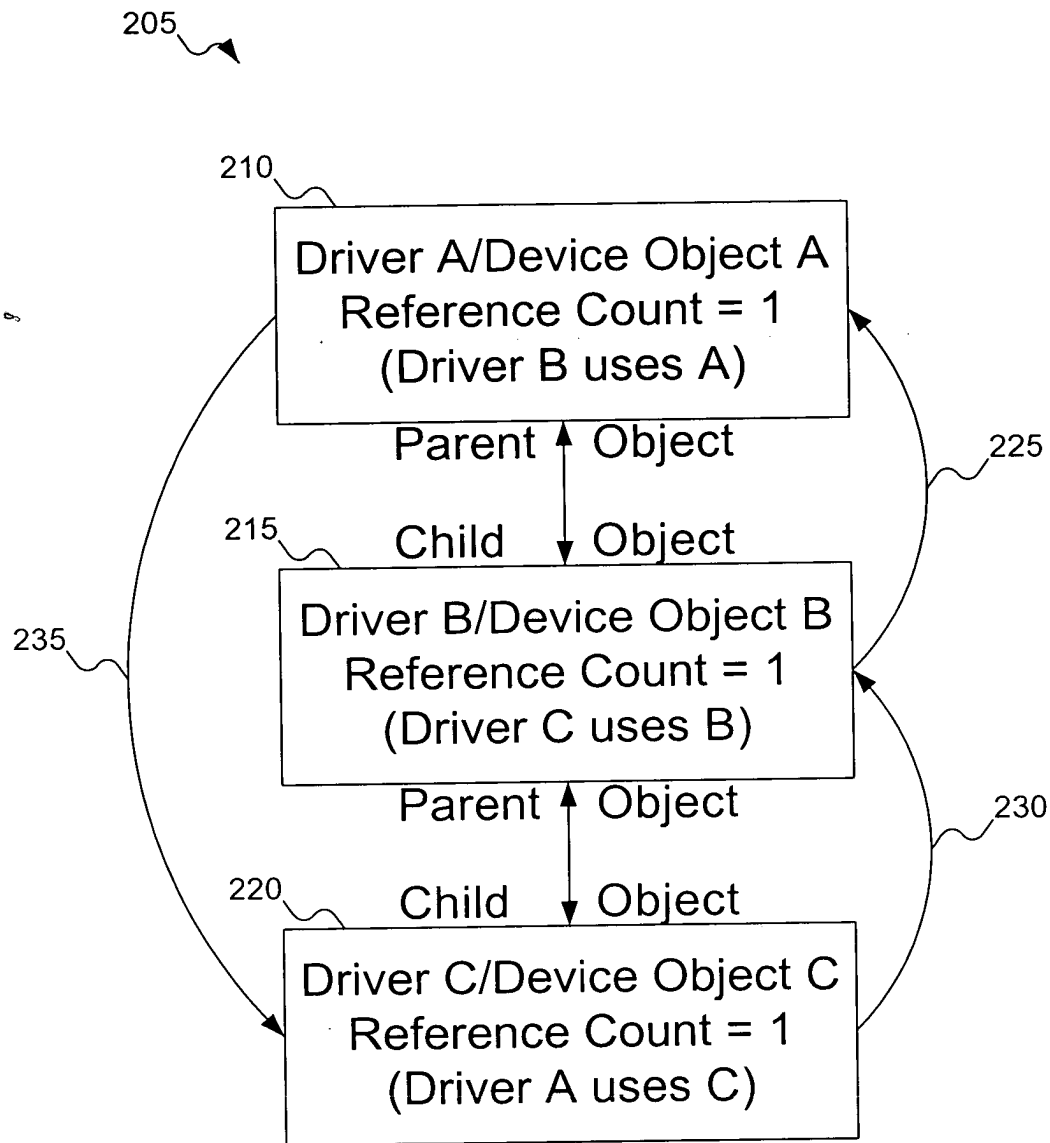 205
210
Driver A/Device Object A
Reference Count = 1
(Driver B uses A)
Parent Object
225
215
Child Object
Driver B/Device Object B
Reference Count = 1
(Driver C uses B)
235
Parent Object
230
220
Child Object
Driver C/Device Object C
Reference Count = 1
(Driver A uses C)